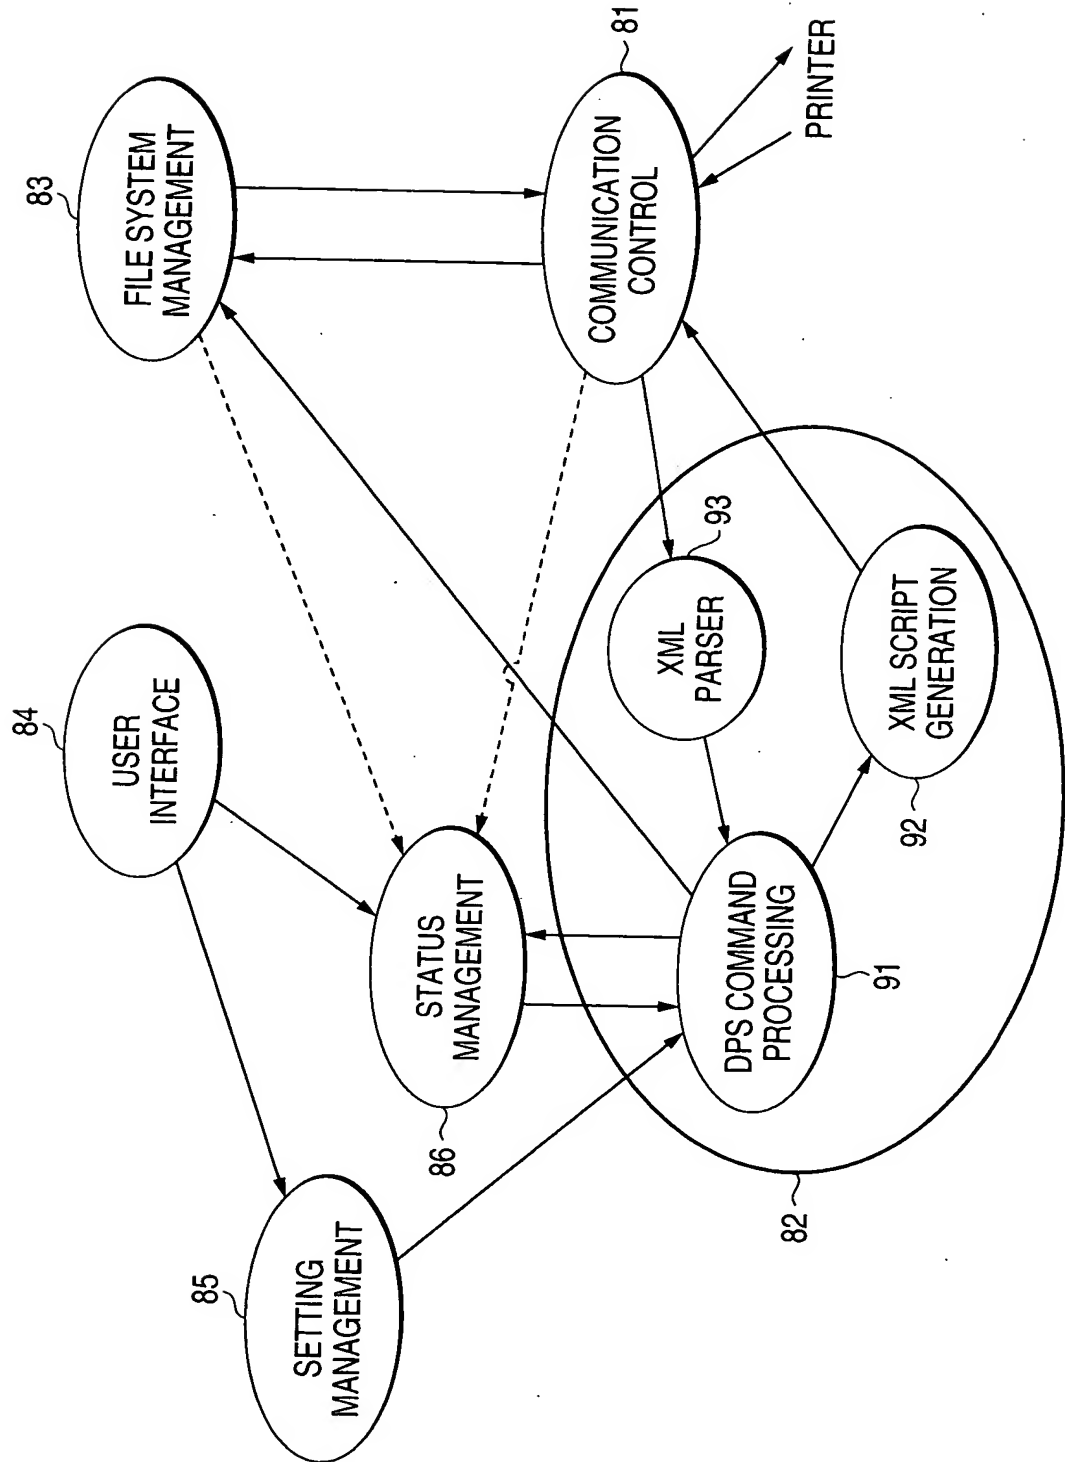 84
USER
INTERFACE
83
FILE SYSTEM
MANAGEMENT
85
SETTING
MANAGEMENT
86
STATUS
MANAGEMENT
81
COMMUNICATION
CONTROL
PRINTER
82
91
DPS COMMAND
PROCESSING
93
XML
PARSER
92
XML SCRIPT
GENERATION